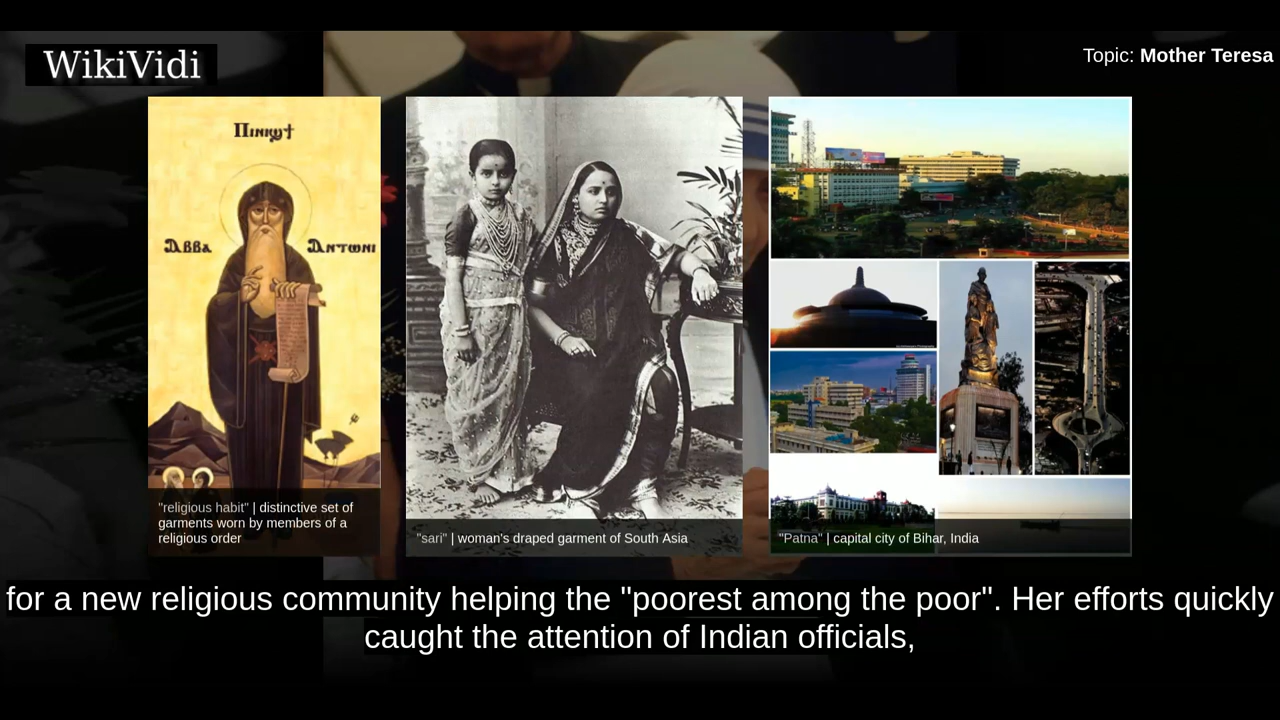 WikiVidi
Topic: Mother Teresa
Ⲡⲓⲛⲓϣϯ
Ⲁⲃⲃⲁ Ⲁⲛⲧⲱⲛⲓ
"religious habit" | distinctive set of
garments worn by members of a
religious order
"sari" | woman's draped garment of South Asia
"Patna" | capital city of Bihar, India
for a new religious community helping the "poorest among the poor". Her efforts quickly
caught the attention of Indian officials,